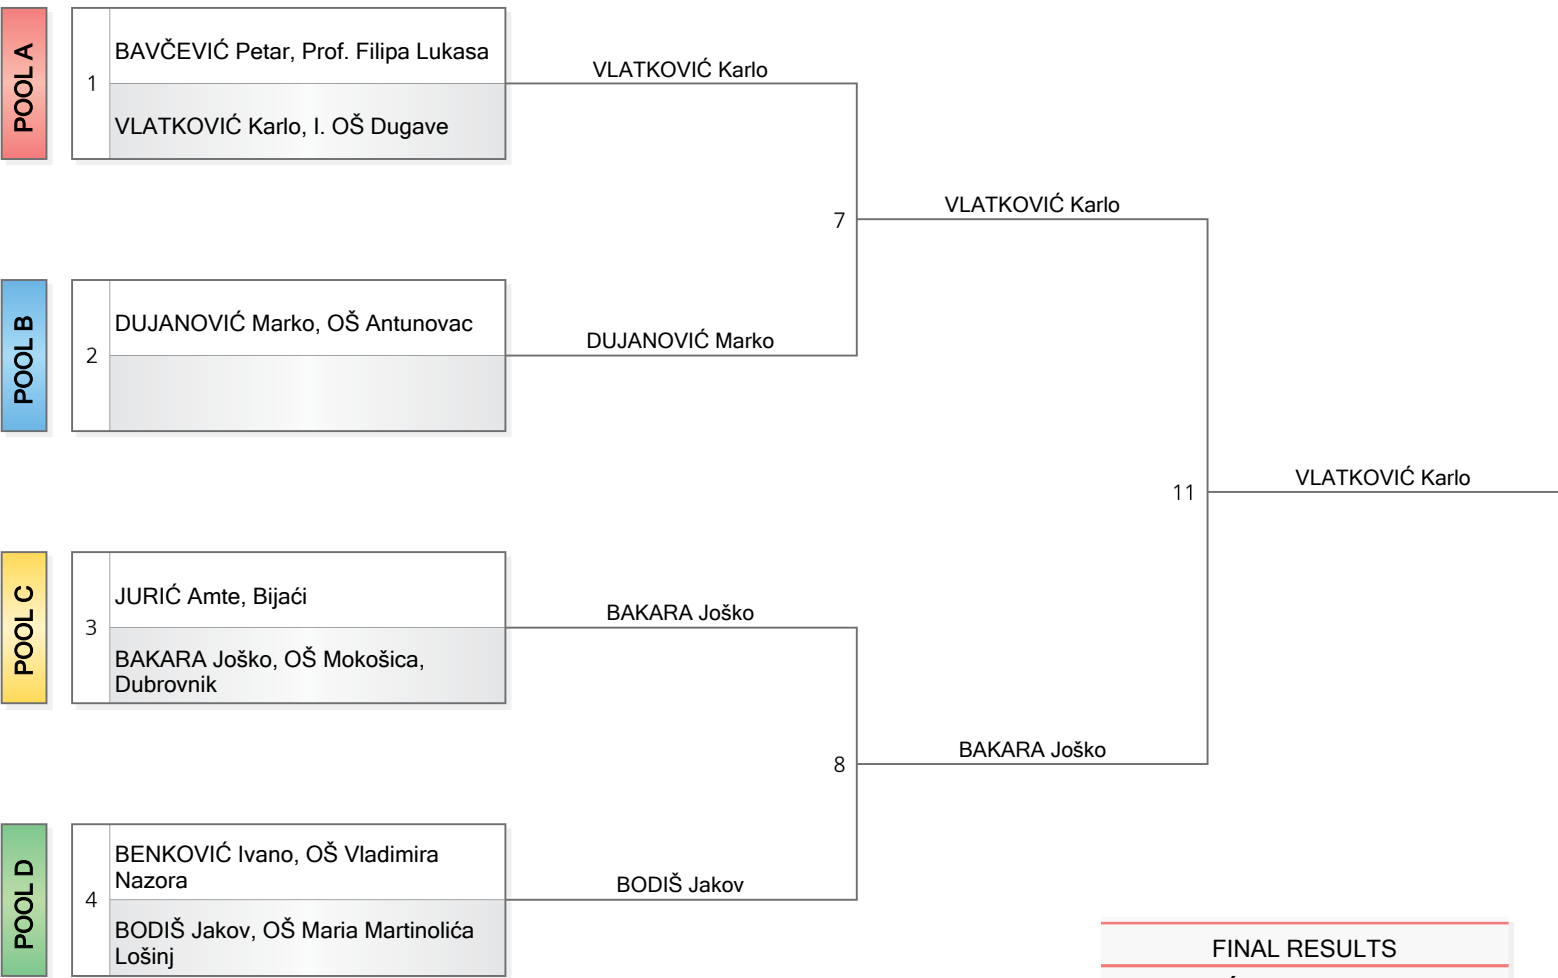 POOL A
1
BAVČEVIĆ Petar, Prof. Filipa Lukasa
VLATKOVIĆ Karlo, I. OŠ Dugave
VLATKOVIĆ Karlo
7
VLATKOVIĆ Karlo
POOL B
2
DUJANOVIĆ Marko, OŠ Antunovac
DUJANOVIĆ Marko
11
VLATKOVIĆ Karlo
POOL C
3
JURIĆ Amte, Bijaći
BAKARA Joško, OŠ Mokošica,
Dubrovnik
BAKARA Joško
8
BAKARA Joško
POOL D
4
BENKOVIĆ Ivano, OŠ Vladimira
Nazora
BODIŠ Jakov, OŠ Maria Martinolića
Lošinj
BODIŠ Jakov
FINAL RESULTS